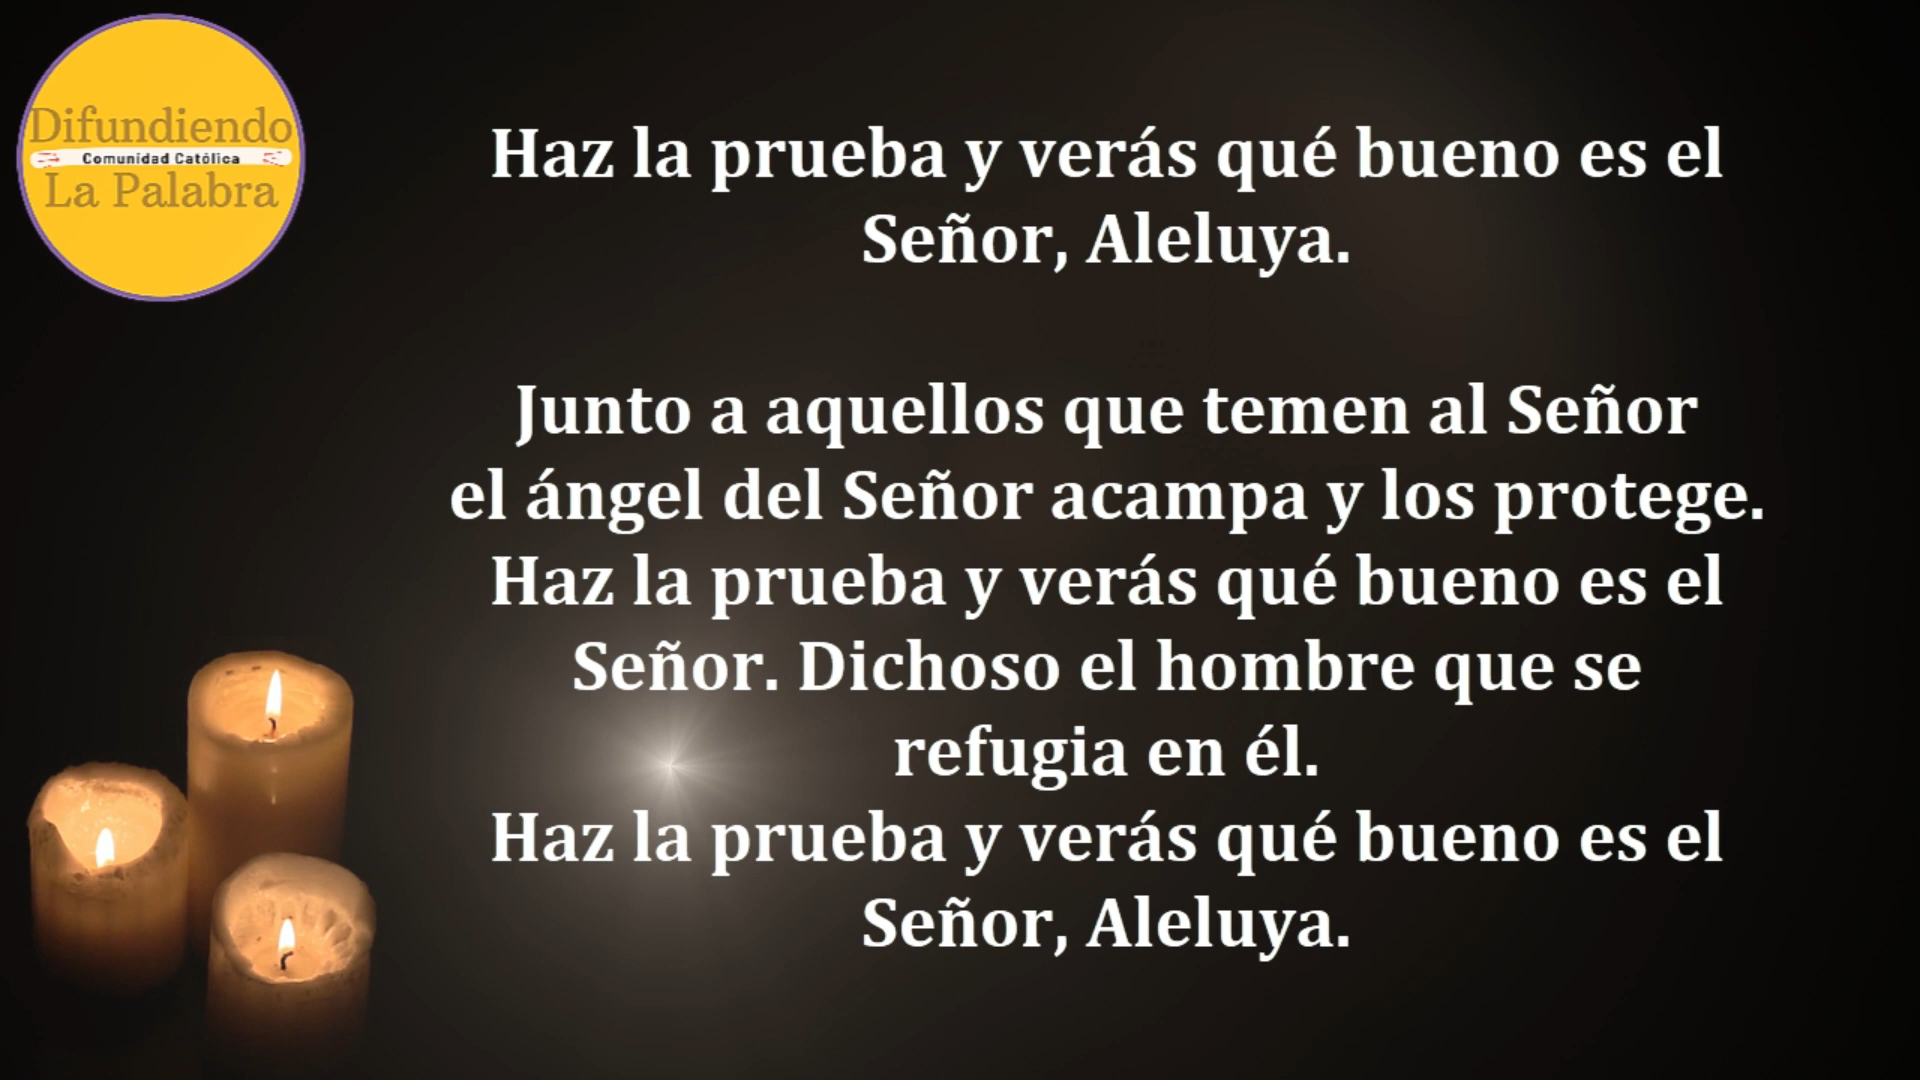 Difundiendo
Comunidad Católica
La Palabra
Haz la prueba y verás qué bueno es el
Señor, Aleluya.
Junto a aquellos que temen al Señor
el ángel del Señor acampa y los protege.
Haz la prueba y verás qué bueno es el
Señor. Dichoso el hombre que se
refugia en él.
Haz la prueba y verás qué bueno es el
Señor, Aleluya.